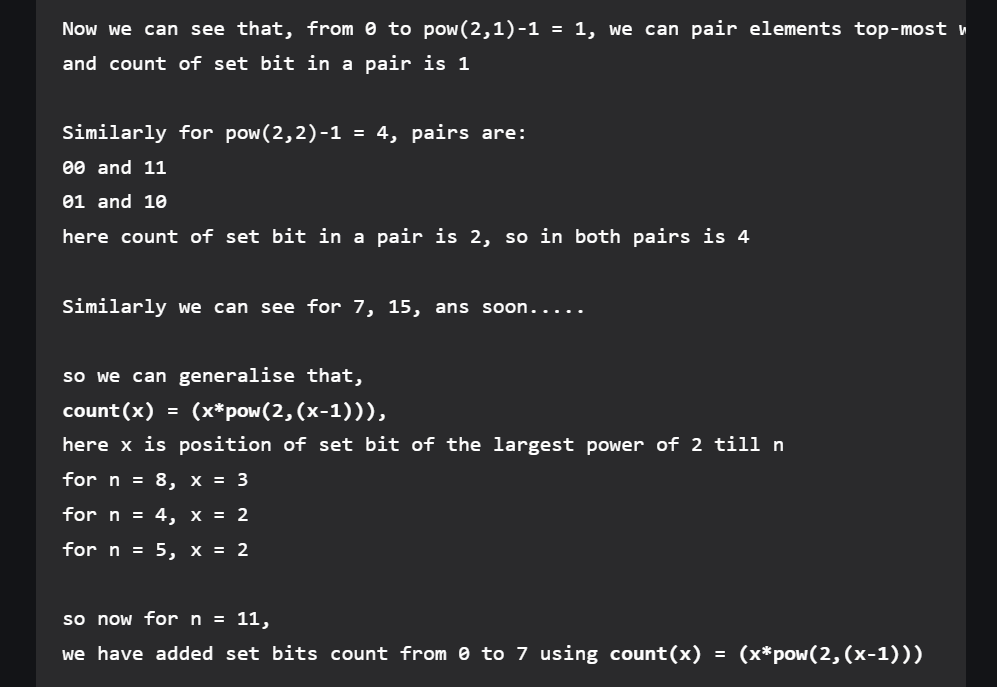 Now we can see that, from 0 to pow(2,1)-1 = 1, we can pair elements top-most
and count of set bit in a pair is 1
Similarly for pow(2,2)-1 = 4, pairs are:
00 and 11
01 and 10
here count of set bit in a pair is 2, so in both pairs is 4
Similarly we can see for 7, 15, ans soon.....
so we can generalise that,
count(x) = (x*pow(2,(x-1))),
here x is position of set bit of the largest power of 2 till n
for n = 8, x = 3
for n = 4, x = 2
for n = 5, x = 2
so now for n = 11,
we have added set bits count from 0 to 7 using count(x) = (x*pow(2,(x-1)))